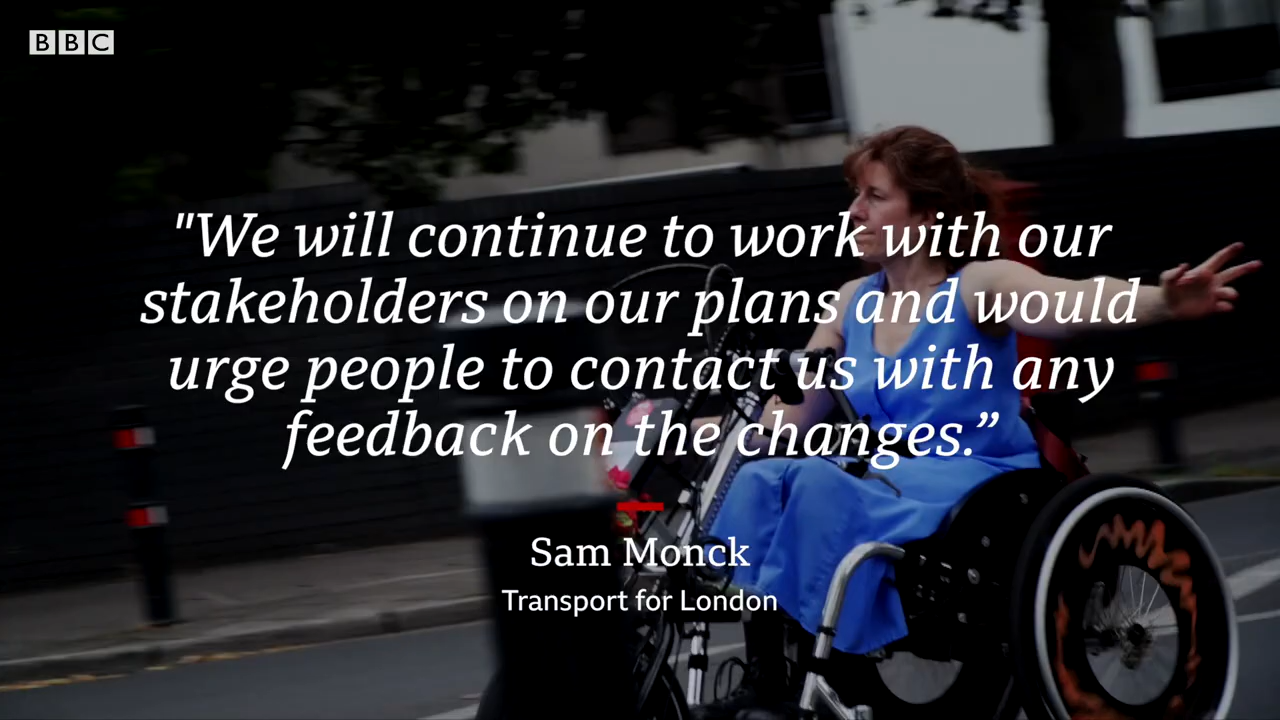 BBC
"We will continue to work with our
stakeholders on our plans and would
urge people to contact us with any
feedback on the changes.”
Sam Monck
Transport for London